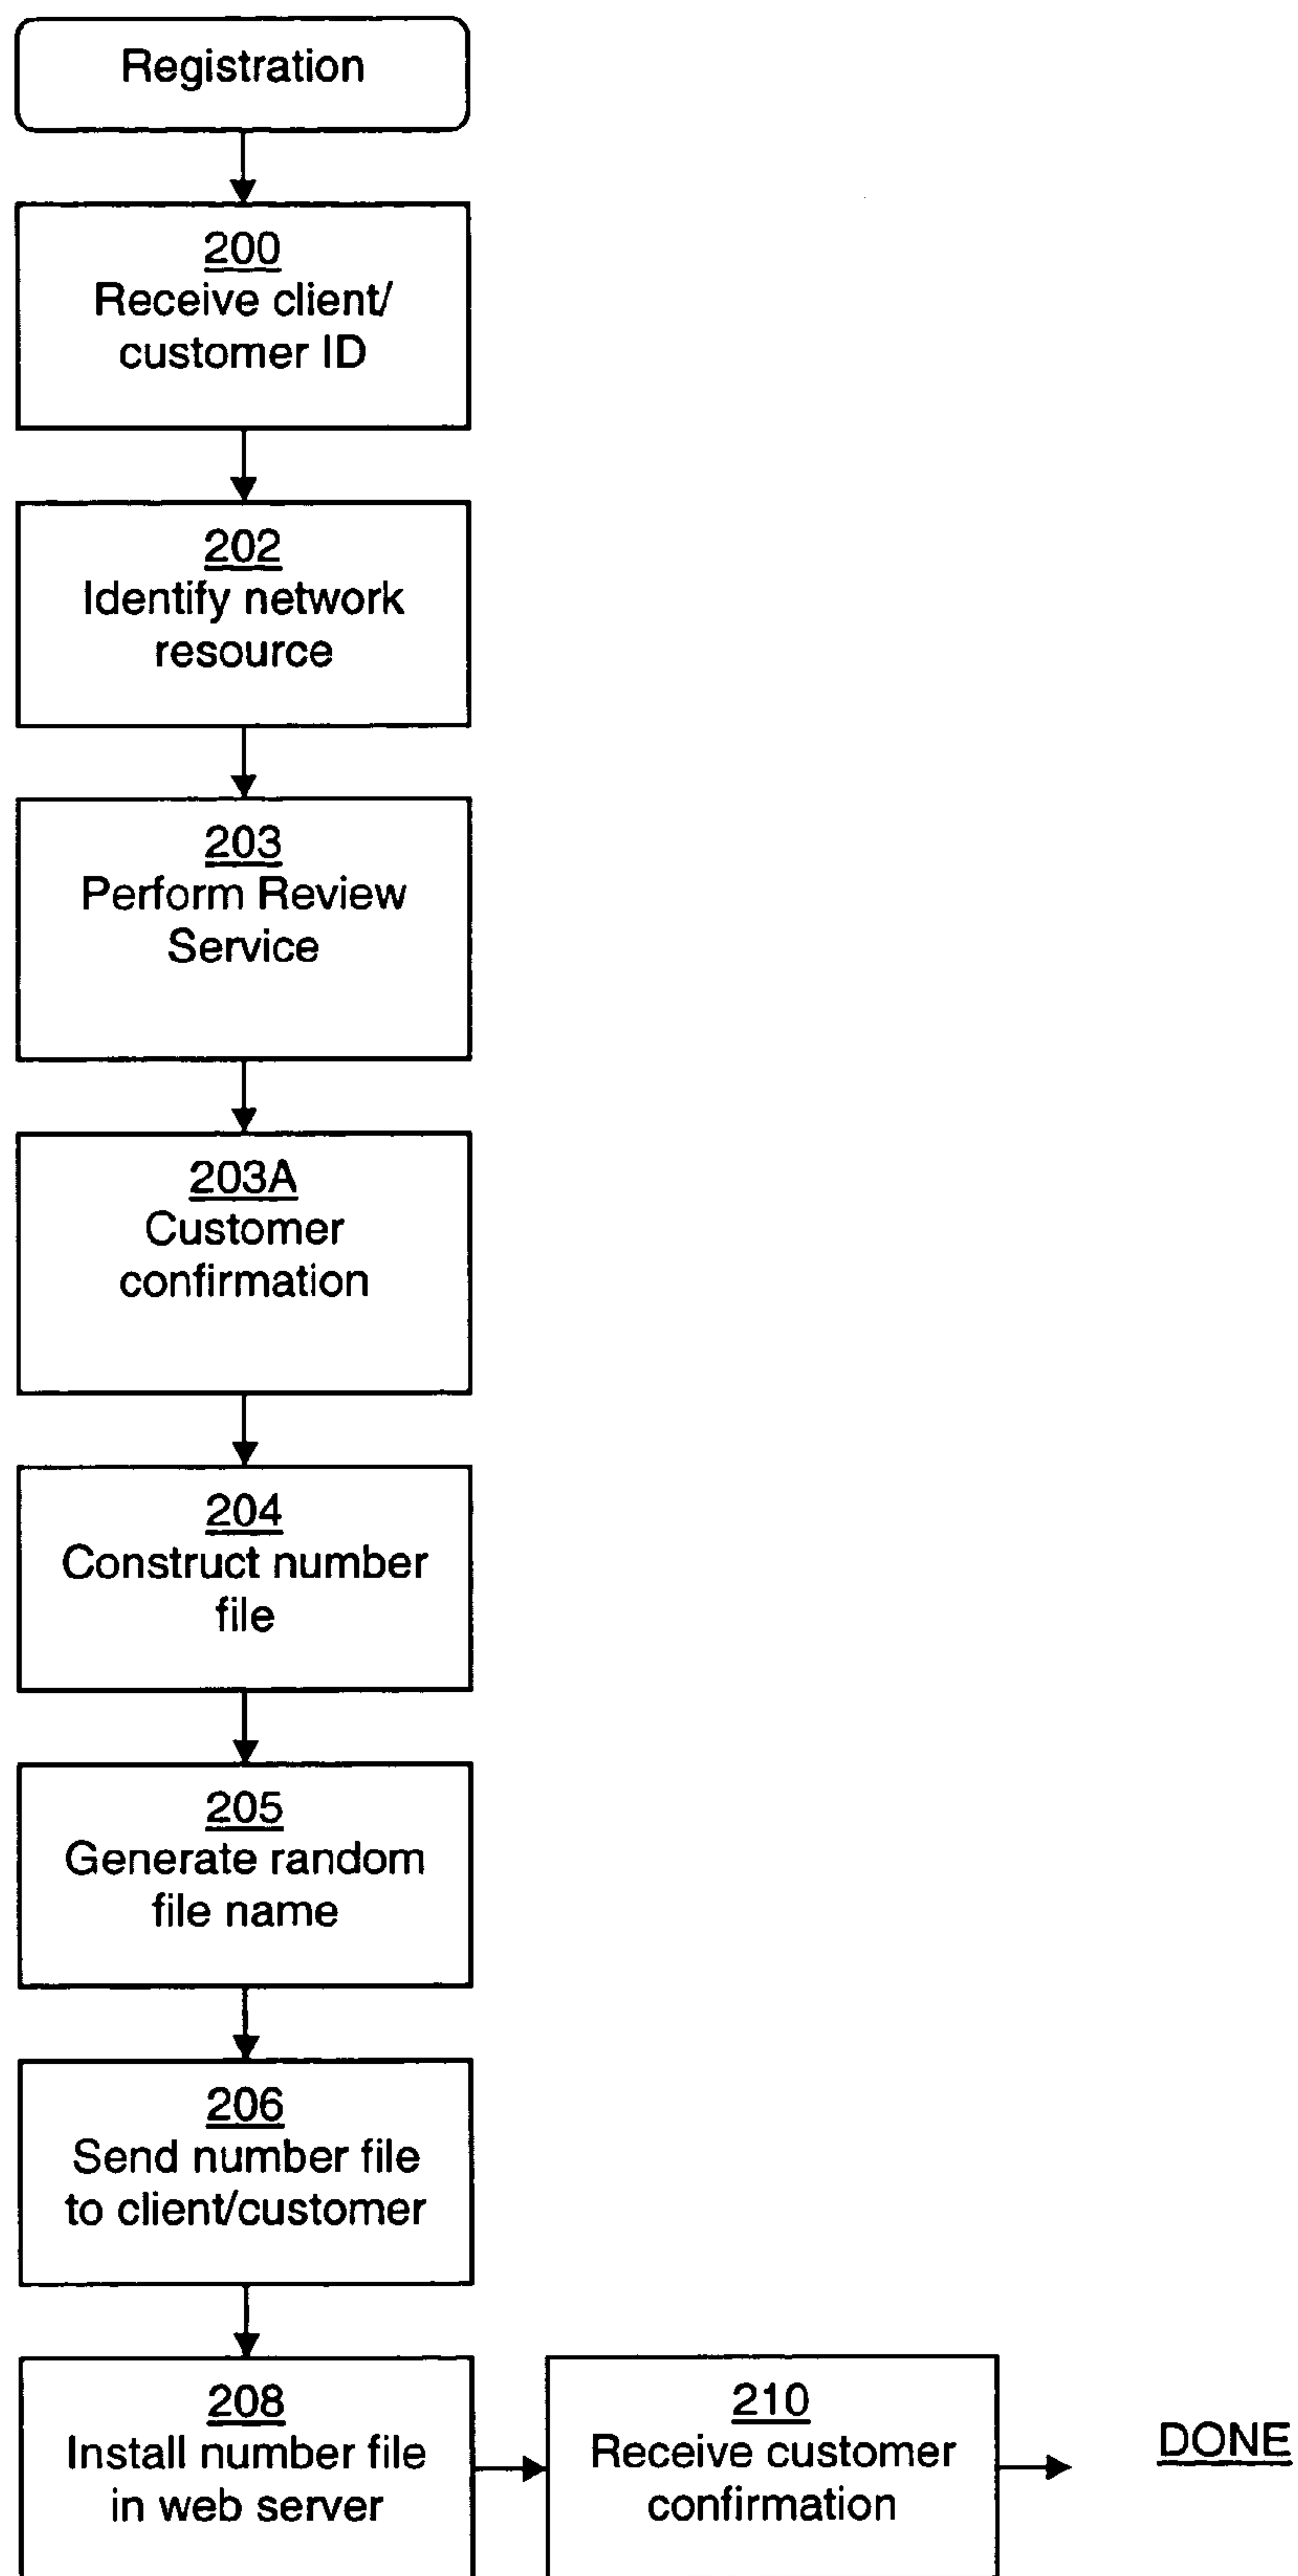 Registration
200
Receive client/
customer ID
202
Identify network
resource
203
Perform Review
Service
203A
Customer
confirmation
204
Construct number
file
205
Generate random
file name
206
Send number file
to client/customer
208
Install number file
in web server
210
Receive customer
confirmation
DONE